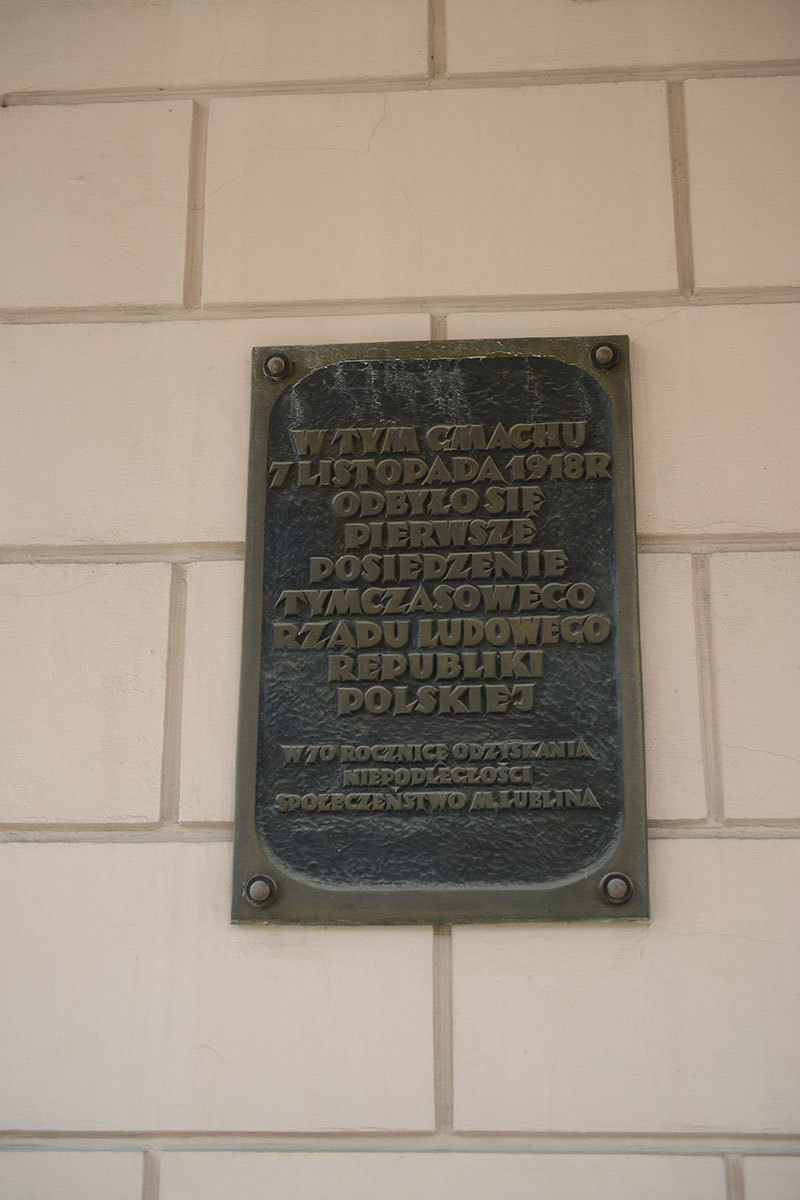 W TYM GMACHU
7 LISTOPADA 1918 R
ODBYŁO SIĘ
PIERWSZE
POSIEDZENIE
TYMCZASOWEGO
RZĄDU LUDOWEGO
REPUBLIKI
POLSKIEJ
W 70 ROCZNICĘ ODZYSKANIA
NIEPODLEGŁOŚCI
SPOŁECZEŃSTWO M. LUBLINA